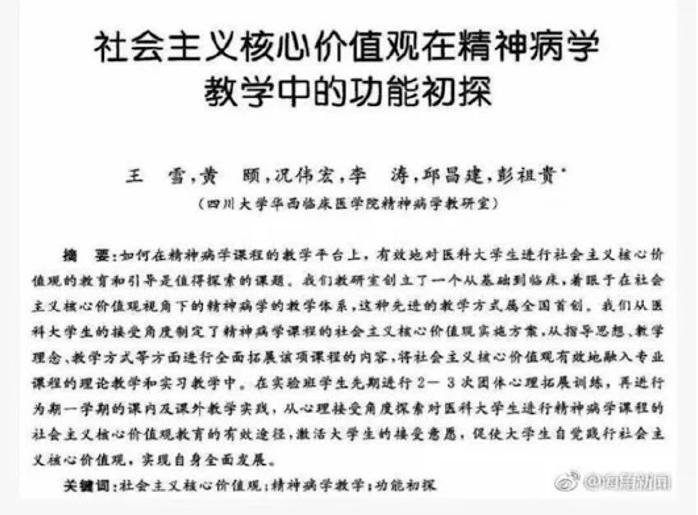 社会主义核心价值观在精神病学
教学中的功能初探
王　雪,黄　颐,况伟宏,李　涛,邱昌建,彭祖贵*
(四川大学华西临床医学院精神病学教研室)
摘　要:如何在精神病学课程的教学平台上，有效地对医科大学生进行社会主义核心价
值观的教育和引导是值得探索的课题。我们教研室创立了一个从基础到临床,着眼于在社会
主义核心价值观视角下的精神病学的教学体系,这种先进的教学方式属全国首创。我们从医
科大学生的接受角度制定了精神病学课程的社会主义核心价值观实施方案,从指导思想、教学
理念、教学方式等方面进行全面拓展该项课程的内容,将社会主义核心价值观有效地融入专业
课程的理论教学和实习教学中。在实验班学生先期进行2－3次团体心理拓展训练，再进行
为期一学期的课内及课外教学实践，从心理接受角度探索对医科大学生进行精神病学课程的
社会主义核心价值观教育的有效途径,激活大学生的接受意愿，促使大学生自觉践行社会主
义核心价值观,实现自身全面发展。
关键词:社会主义核心价值观;精神病学教学;功能初探
@海角新闻